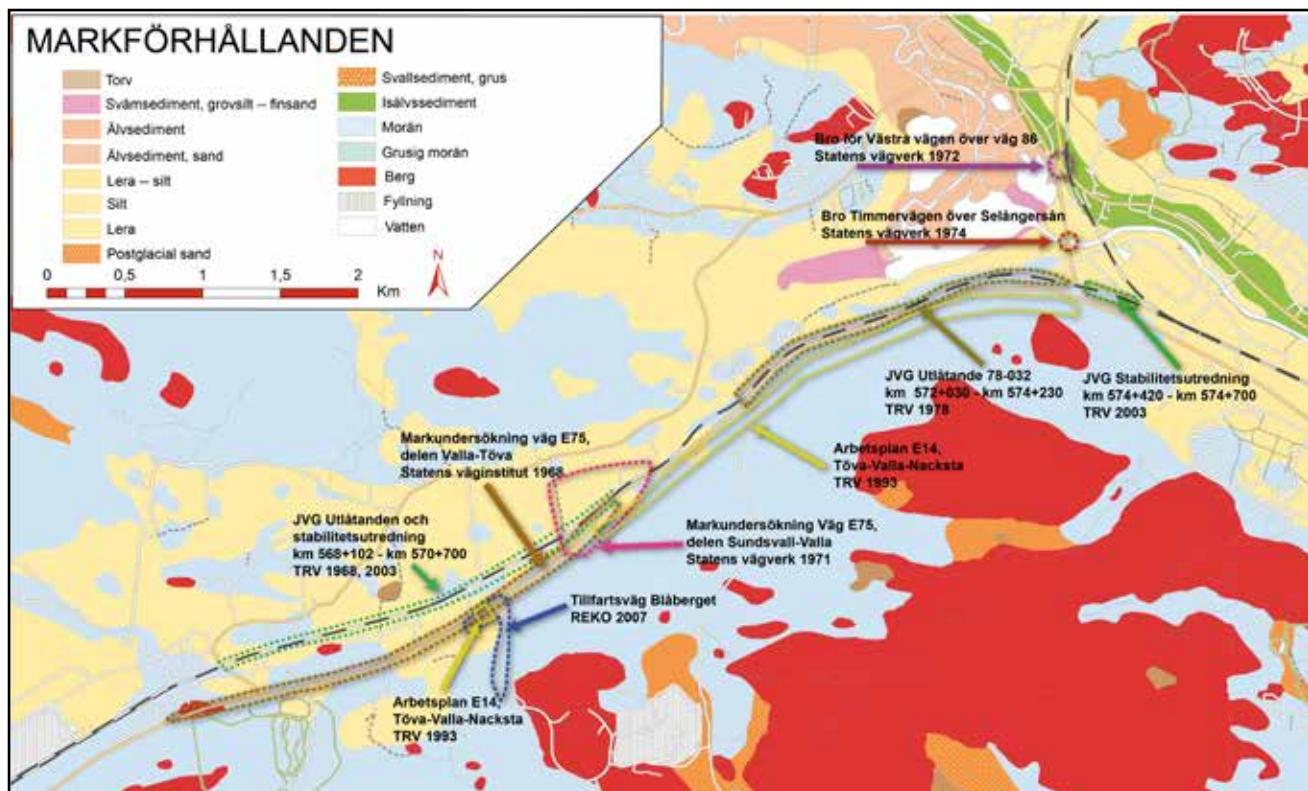 MARKFÖRHÅLLANDEN
Torv
Svämsediment, grovsilt -- finsand
Älvsediment
Älvsediment, sand
Lera -- silt
Silt
Lera
Postglacial sand
Svallsediment, grus
Isälvssediment
Morän
Grusig morän
Berg
Fyllning
Vatten
0 0,5 1 1,5 2
Km
N
Bro för Västra vägen över väg 86
Statens vägverk 1972
Bro Timmervägen över Selångersån
Statens vägverk 1974
JVG Utlåtande 78-032
km 572+030 - km 574+230
TRV 1978
JVG Stabilitetsutredning
km 574+420 - km 574+700
TRV 2003
Arbetsplan E14,
Töva-Valla-Nacksta
TRV 1993
Markundersökning väg E75,
delen Valla-Töva
Statens väginstitut 1968
JVG Utlåtanden och
stabilitetsutredning
km 568+102 - km 570+700
TRV 1968, 2003
Markundersökning Väg E75,
delen Sundsvall-Valla
Statens vägverk 1971
Tillfartsväg Blåberget
REKO 2007
Arbetsplan E14,
Töva-Valla-Nacksta
TRV 1993